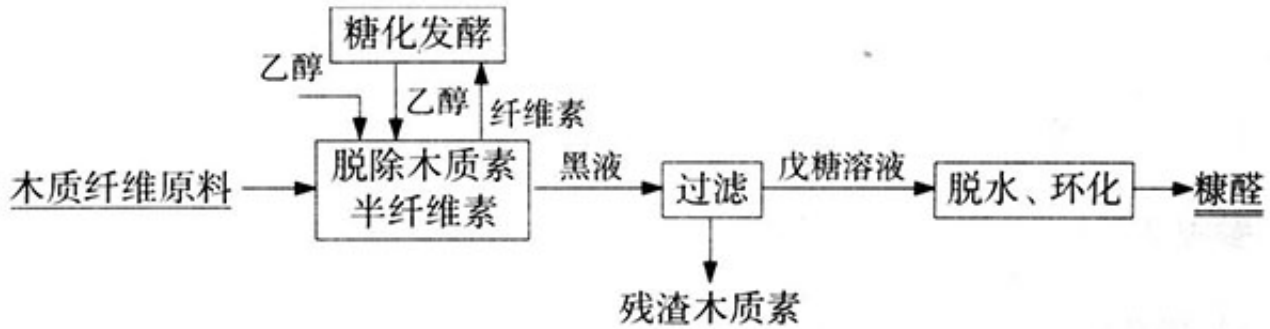 糖化发酵
乙醇
乙醇
纤维素
木质纤维原料
脱除木质素
半纤维素
黑液
过滤
戊糖溶液
脱水、环化
糠醛
残渣木质素